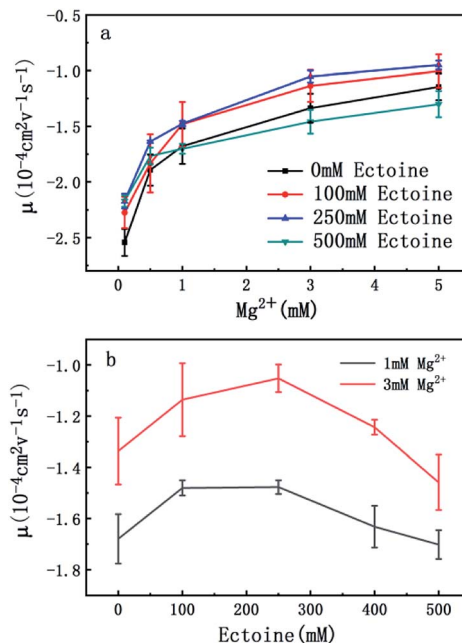 a
-0.5
-1.0
-1.5
-2.0
-2.5
μ(10⁻⁴cm²v⁻¹s⁻¹)
0mM Ectoine
100mM Ectoine
250mM Ectoine
500mM Ectoine
0 1 2 3 4 5
Mg²⁺(mM)
b
-1.0
-1.2
-1.4
-1.6
-1.8
μ(10⁻⁴cm²v⁻¹s⁻¹)
1mM Mg²⁺
3mM Mg²⁺
0 100 200 300 400 500
Ectoine(mM)